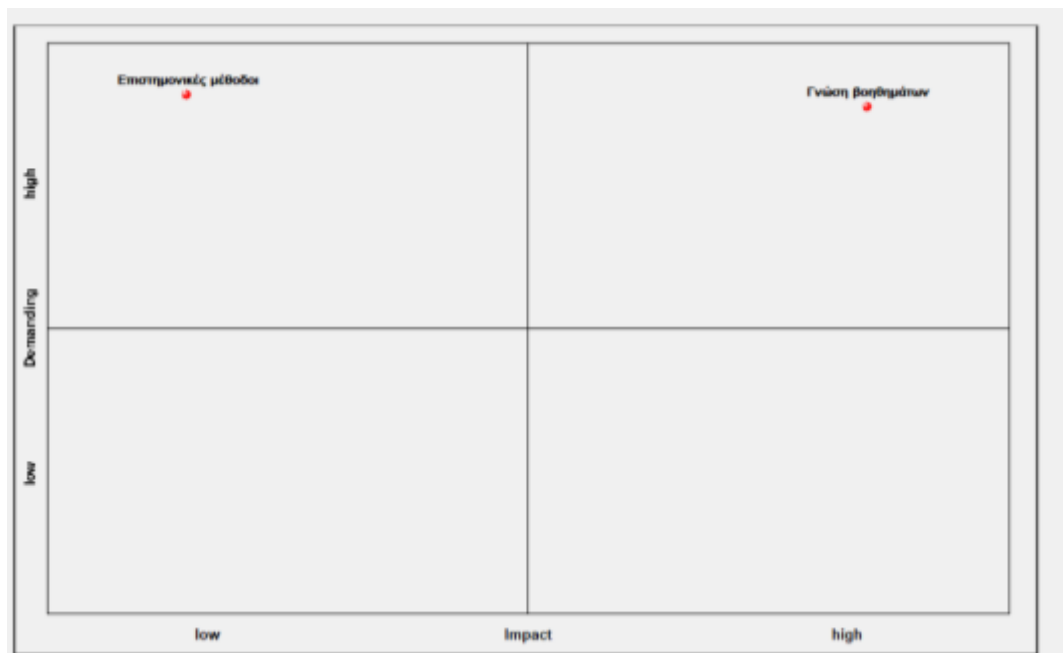 Επιστημονικές μέθοδοι
Γνώση βοηθημάτων
high
Demanding
low
low Impact high